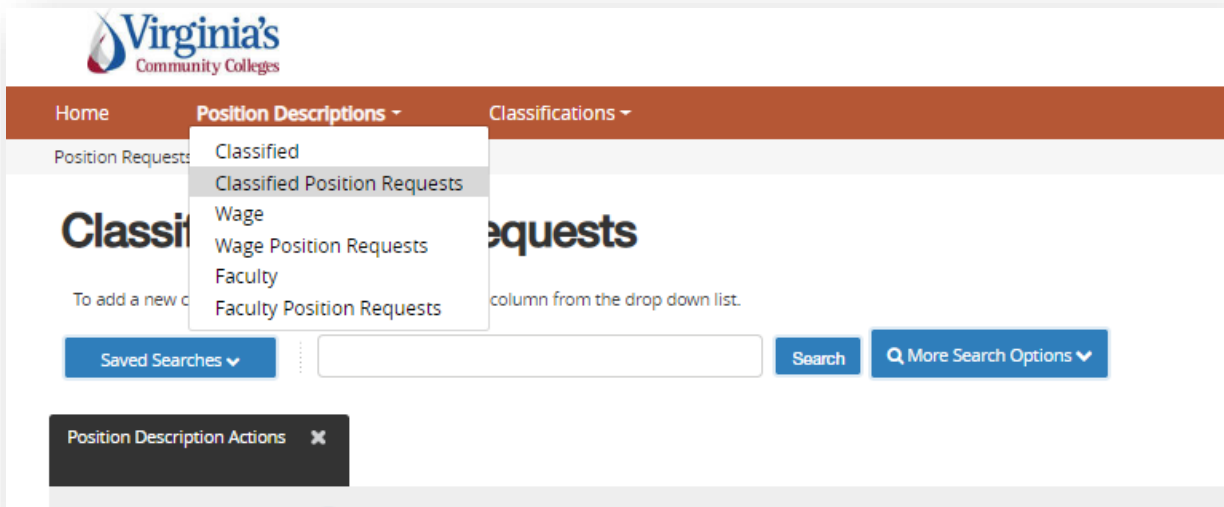 Virginia's
Community Colleges
Home Position Descriptions Classifications
Position Requests
Classified
Classified Position Requests
Wage
Wage Position Requests
Faculty
Faculty Position Requests
Classif equests
To add a new c column from the drop down list.
Saved Searches Search More Search Options
Position Description Actions